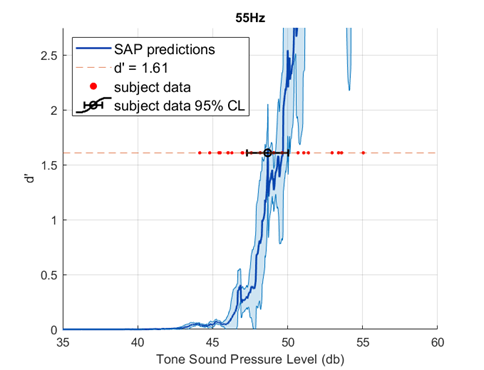 55Hz
SAP predictions
d' = 1.61
subject data
subject data 95% CL
2.5
2
1.5
1
0.5
0
d'
35 40 45 50 55 60
Tone Sound Pressure Level (db)